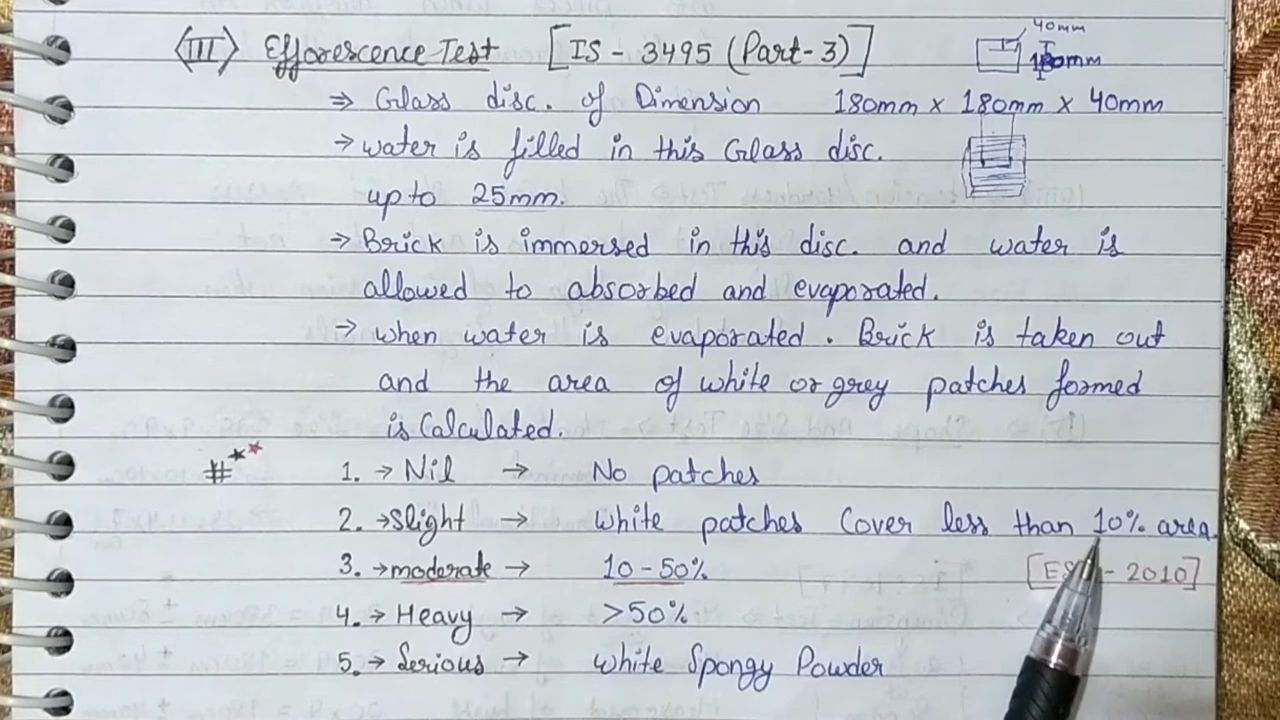 40mm
<III> Efforescence Test [IS - 3495 (Part-3)]
180mm
⇒ Glass disc. of Dimension 180mm x 180mm x 40mm
→ water is filled in this Glass disc.
up to 25mm.
→ Brick is immersed in this disc. and water is
allowed to absorbed and evaporated.
→ when water is evaporated. Brick is taken out
and the area of white or grey patches formed
is Calculated.
#** 1. → Nil → No patches
2. → Slight → white patches Cover less than 10% area.
3. → moderate → 10-50% - 2010]
4. → Heavy → >50%
5. → Serious → white Spongy Powder